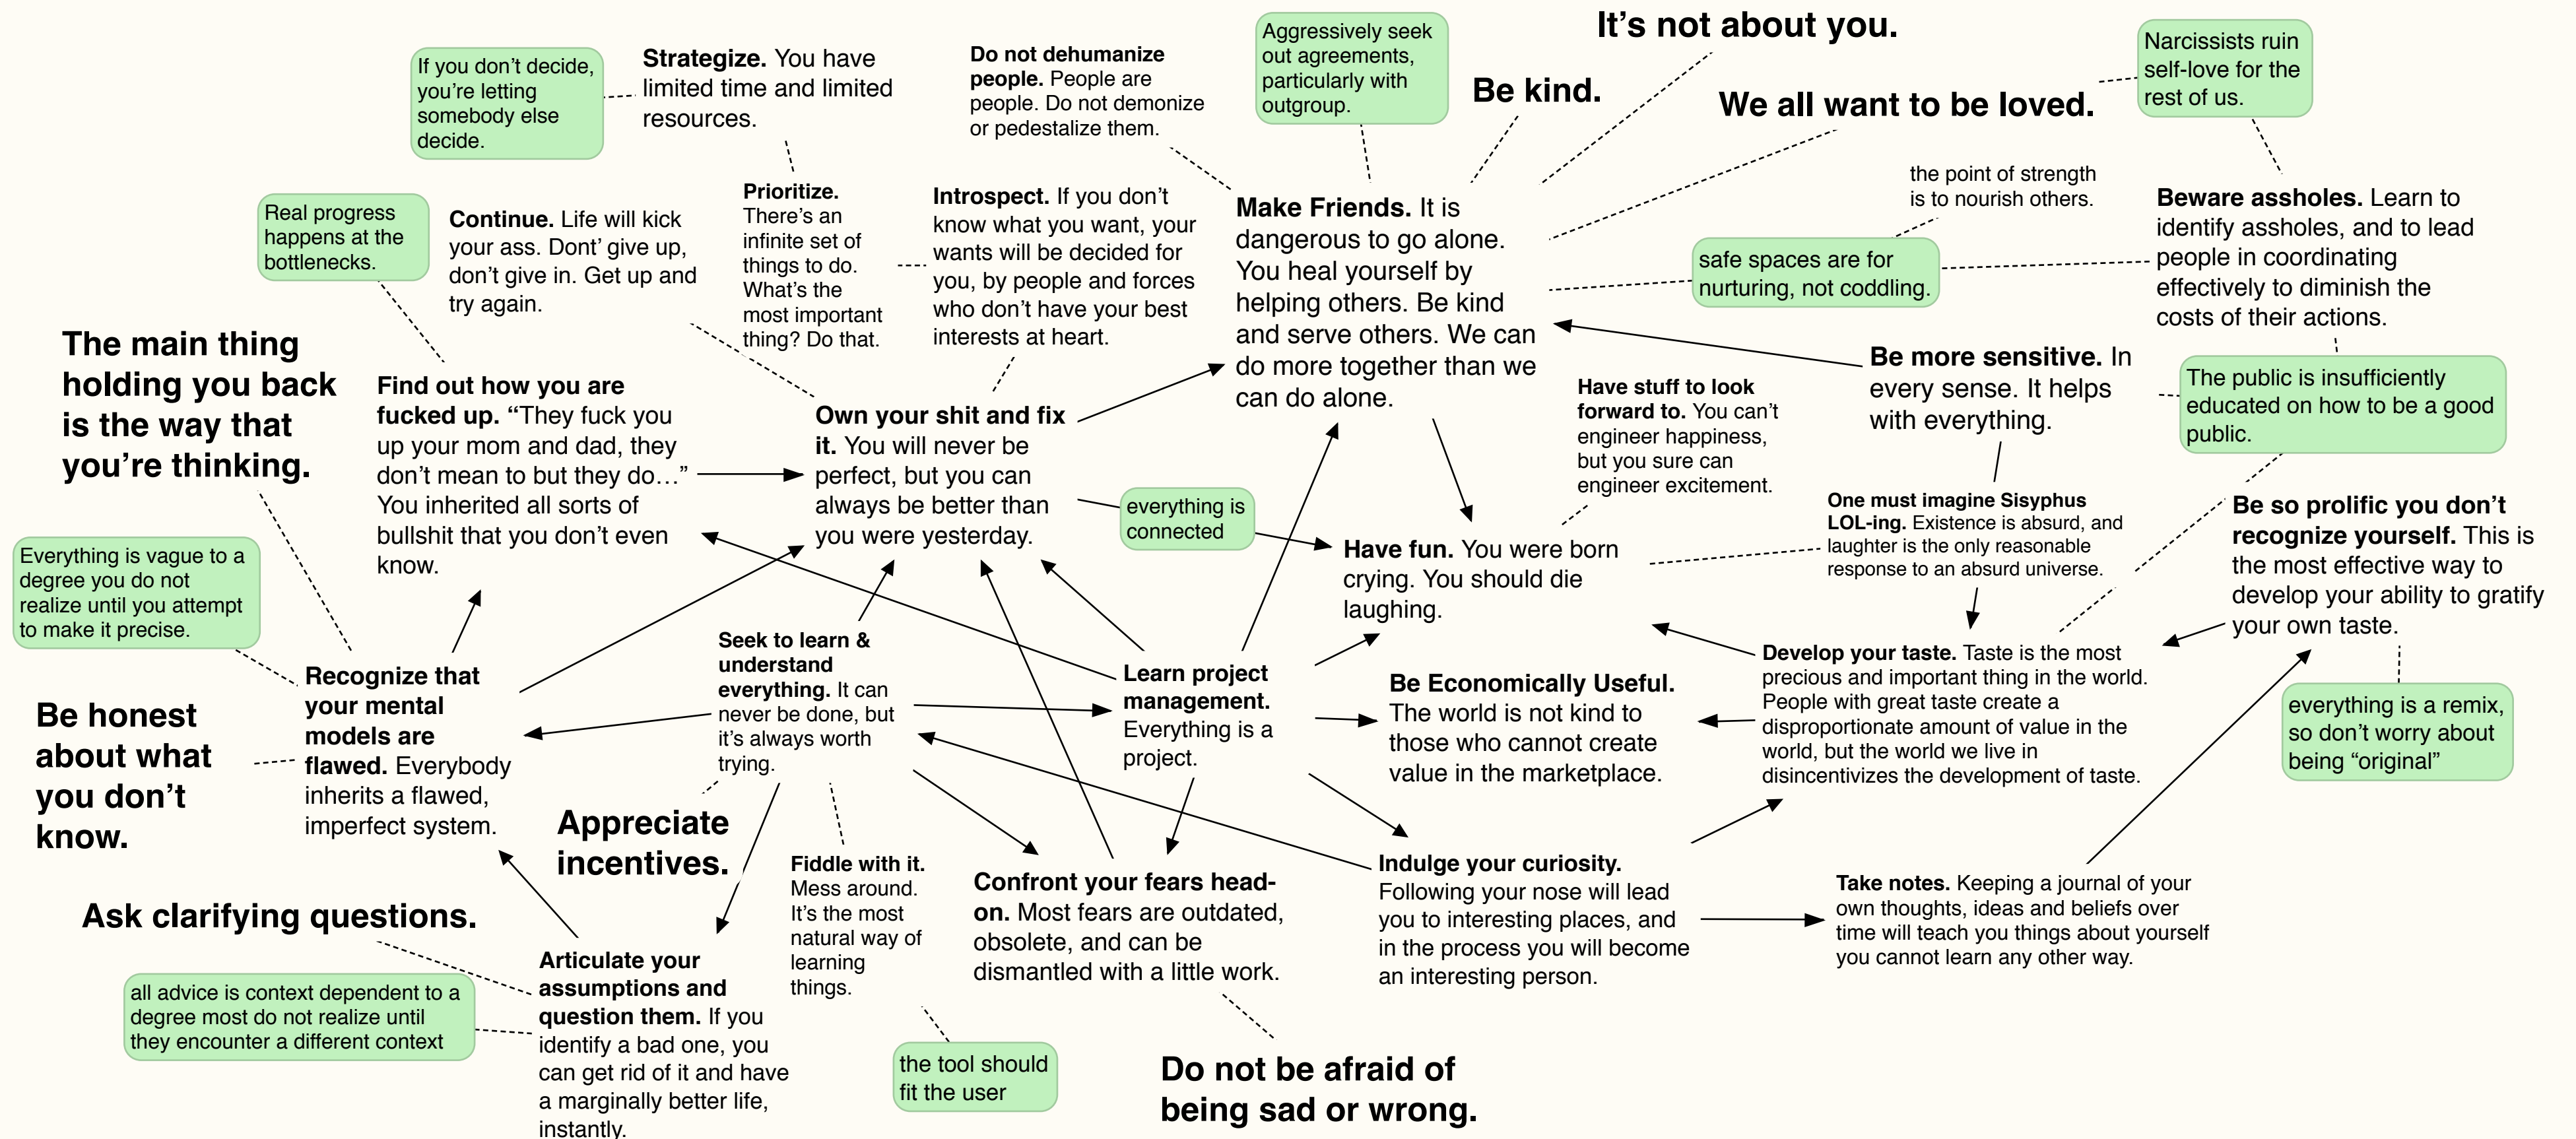 It's not about you.
Aggressively seek
out agreements,
particularly with
outgroup.
Narcissists ruin
self-love for the
rest of us.
If you don't decide,
you're letting
somebody else
decide.
Strategize. You have
limited time and limited
resources.
Do not dehumanize
people. People are
people. Do not demonize
or pedestalize them.
Be kind.
We all want to be loved.
the point of strength
is to nourish others.
Real progress
happens at the
bottlenecks.
Continue. Life will kick
your ass. Dont' give up,
don't give in. Get up and
try again.
Prioritize.
There's an
infinite set of
things to do.
What's the
most important
thing? Do that.
Introspect. If you don't
know what you want, your
wants will be decided for
you, by people and forces
who don't have your best
interests at heart.
Make Friends. It is
dangerous to go alone.
You heal yourself by
helping others. Be kind
and serve others. We can
do more together than we
can do alone.
safe spaces are for
nurturing, not coddling.
Beware assholes. Learn to
identify assholes, and to lead
people in coordinating
effectively to diminish the
costs of their actions.
The main thing
holding you back
is the way that
you're thinking.
Find out how you are
fucked up. “They fuck you
up your mom and dad, they
don't mean to but they do…”
You inherited all sorts of
bullshit that you don't even
know.
Own your shit and fix
it. You will never be
perfect, but you can
always be better than
you were yesterday.
everything is
connected
Have stuff to look
forward to. You can't
engineer happiness,
but you sure can
engineer excitement.
Be more sensitive. In
every sense. It helps
with everything.
The public is insufficiently
educated on how to be a good
public.
Have fun. You were born
crying. You should die
laughing.
One must imagine Sisyphus
LOL-ing. Existence is absurd, and
laughter is the only reasonable
response to an absurd universe.
Be so prolific you don't
recognize yourself. This is
the most effective way to
develop your ability to gratify
your own taste.
Everything is vague to a
degree you do not
realize until you attempt
to make it precise.
Recognize that
your mental
models are
flawed. Everybody
inherits a flawed,
imperfect system.
Seek to learn &
understand
everything. It can
never be done, but
it's always worth
trying.
Learn project
management.
Everything is a
project.
Be Economically Useful.
The world is not kind to
those who cannot create
value in the marketplace.
Develop your taste. Taste is the most
precious and important thing in the world.
People with great taste create a
disproportionate amount of value in the
world, but the world we live in
disincentivizes the development of taste.
everything is a remix,
so don't worry about
being “original”
Be honest
about what
you don't
know.
Appreciate
incentives.
Fiddle with it.
Mess around.
It's the most
natural way of
learning
things.
Confront your fears head-
on. Most fears are outdated,
obsolete, and can be
dismantled with a little work.
Indulge your curiosity.
Following your nose will lead
you to interesting places, and
in the process you will become
an interesting person.
Take notes. Keeping a journal of your
own thoughts, ideas and beliefs over
time will teach you things about yourself
you cannot learn any other way.
Ask clarifying questions.
all advice is context dependent to a
degree most do not realize until
they encounter a different context
Articulate your
assumptions and
question them. If you
identify a bad one, you
can get rid of it and have
a marginally better life,
instantly.
the tool should
fit the user
Do not be afraid of
being sad or wrong.